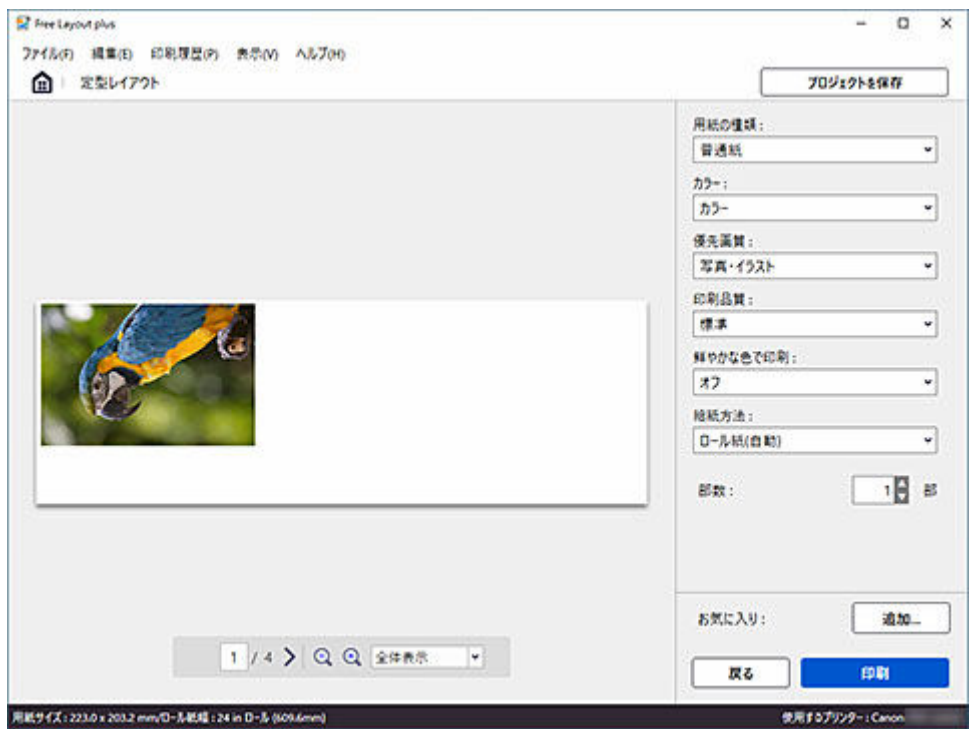 Free Layout plus
ファイル(F) 編集(E) 印刷履歴(P) 表示(V) ヘルプ(H)
定型レイアウト
プロジェクトを保存
用紙の種類:
普通紙
カラー:
カラー
優先画質:
写真・イラスト
印刷品質:
標準
鮮やかな色で印刷:
オフ
給紙方法:
ロール紙(自動)
部数: 1 部
お気に入り: 追加...
1 / 4 全体表示
戻る 印刷
用紙サイズ: 223.0 x 203.2 mm/ロール紙幅: 24 in ロール (609.6mm) 使用するプリンター: Canon